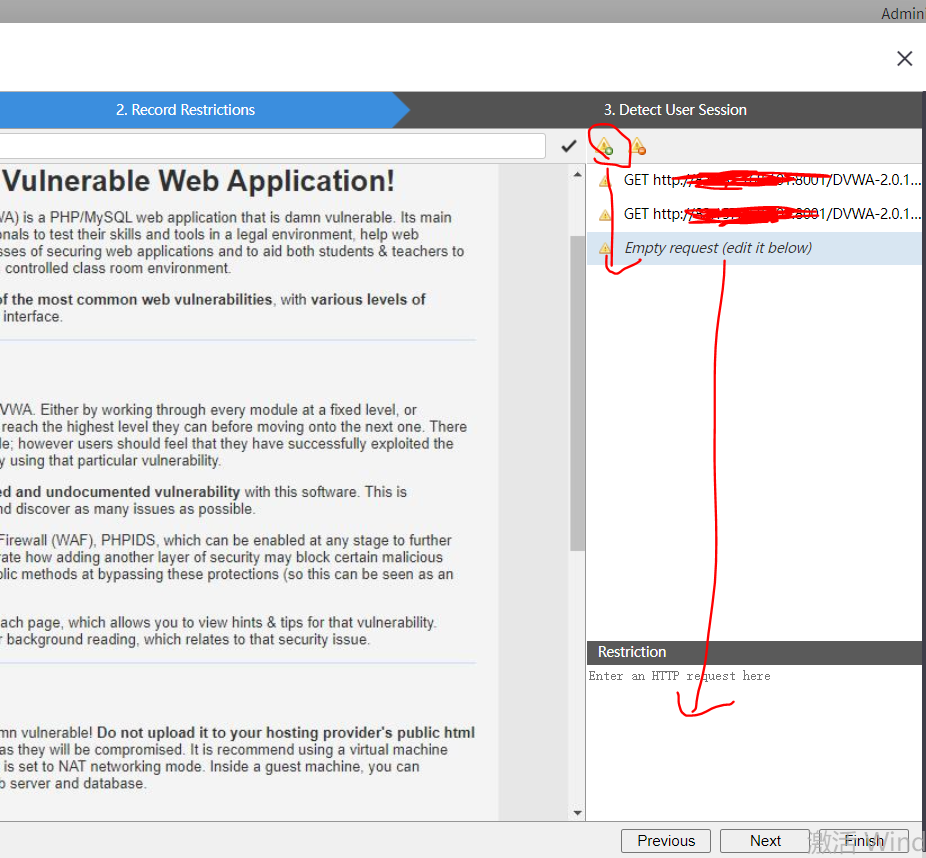 Admin
2. Record Restrictions
3. Detect User Session
Vulnerable Web Application!
GET http:// :8001/DVWA-2.0.1...
VA) is a PHP/MySQL web application that is damn vulnerable. Its main
onals to test their skills and tools in a legal environment, help web
GET http:// 8001/DVWA-2.0.1...
sses of securing web applications and to aid both students & teachers to
Empty request (edit it below)
controlled class room environment.
of the most common web vulnerabilities, with various levels of
interface.
VWA. Either by working through every module at a fixed level, or
reach the highest level they can before moving onto the next one. There
le; however users should feel that they have successfully exploited the
y using that particular vulnerability.
ed and undocumented vulnerability with this software. This is
nd discover as many issues as possible.
Firewall (WAF), PHPIDS, which can be enabled at any stage to further
rate how adding another layer of security may block certain malicious
blic methods at bypassing these protections (so this can be seen as an
ach page, which allows you to view hints & tips for that vulnerability.
r background reading, which relates to that security issue.
Restriction
Enter an HTTP request here
mn vulnerable! Do not upload it to your hosting provider's public html
as they will be compromised. It is recommend using a virtual machine
is set to NAT networking mode. Inside a guest machine, you can
b server and database.
Previous
Next
Finish
激活 Wind